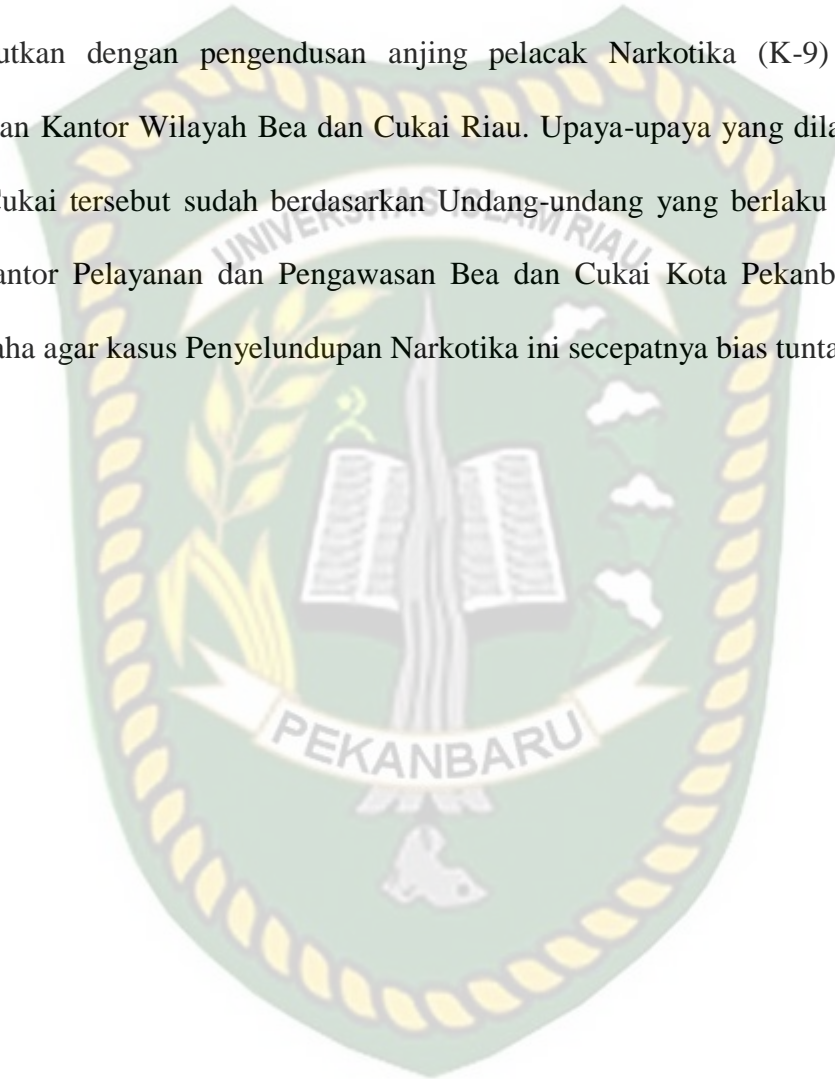 utkan dengan pengendusan anjing pelacak Narkotika (K-9)
an Kantor Wilayah Bea dan Cukai Riau. Upaya-upaya yang dila
Cukai tersebut sudah berdasarkan Undang-undang yang berlaku
antor Pelayanan dan Pengawasan Bea dan Cukai Kota Pekanb
aha agar kasus Penyelundupan Narkotika ini secepatnya bias tunta
UNIVERSITAS ISLAM RIAU
PEKANBARU